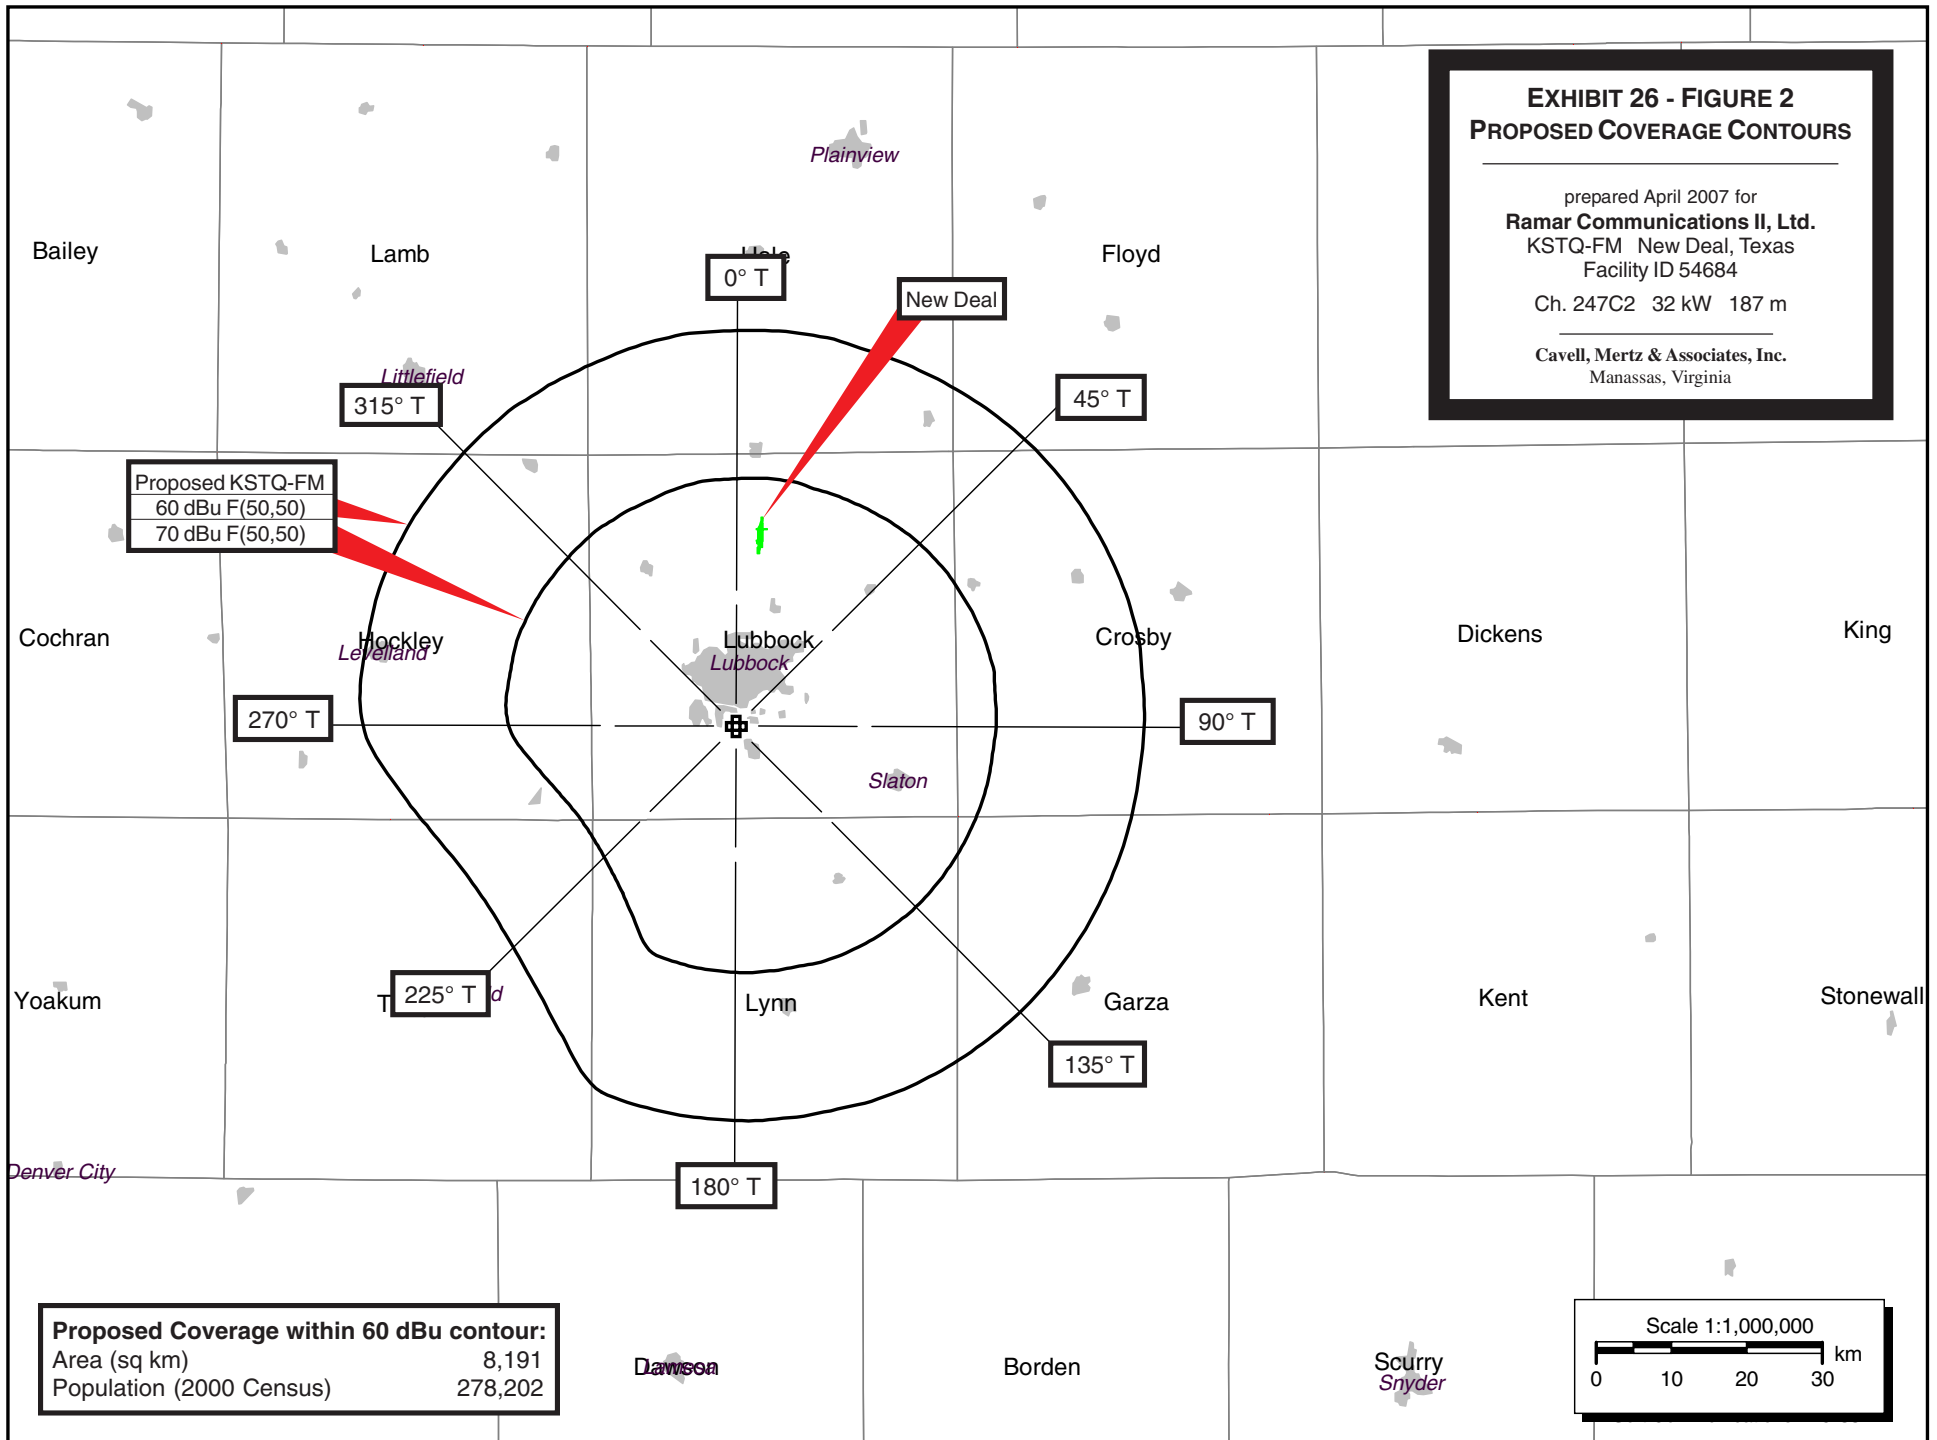 EXHIBIT 26 - FIGURE 2
PROPOSED COVERAGE CONTOURS
prepared April 2007 for
Ramar Communications II, Ltd.
KSTQ-FM New Deal, Texas
Facility ID 54684
Ch. 247C2 32 kW 187 m
Cavell, Mertz & Associates, Inc.
Manassas, Virginia
Plainview
Bailey
Lamb
Floyd
0° T
New Deal
Littlefield
315° T
45° T
Proposed KSTQ-FM
60 dBu F(50,50)
70 dBu F(50,50)
Cochran
Hockley
Levelland
Lubbock
Lubbock
Crosby
Dickens
King
270° T
90° T
Slaton
Yoakum
225° T
Lynn
Garza
Kent
Stonewall
135° T
Denver City
180° T
Proposed Coverage within 60 dBu contour:
Area (sq km) 8,191
Population (2000 Census) 278,202
Dawson
Borden
Scurry
Snyder
Scale 1:1,000,000
km
0 10 20 30